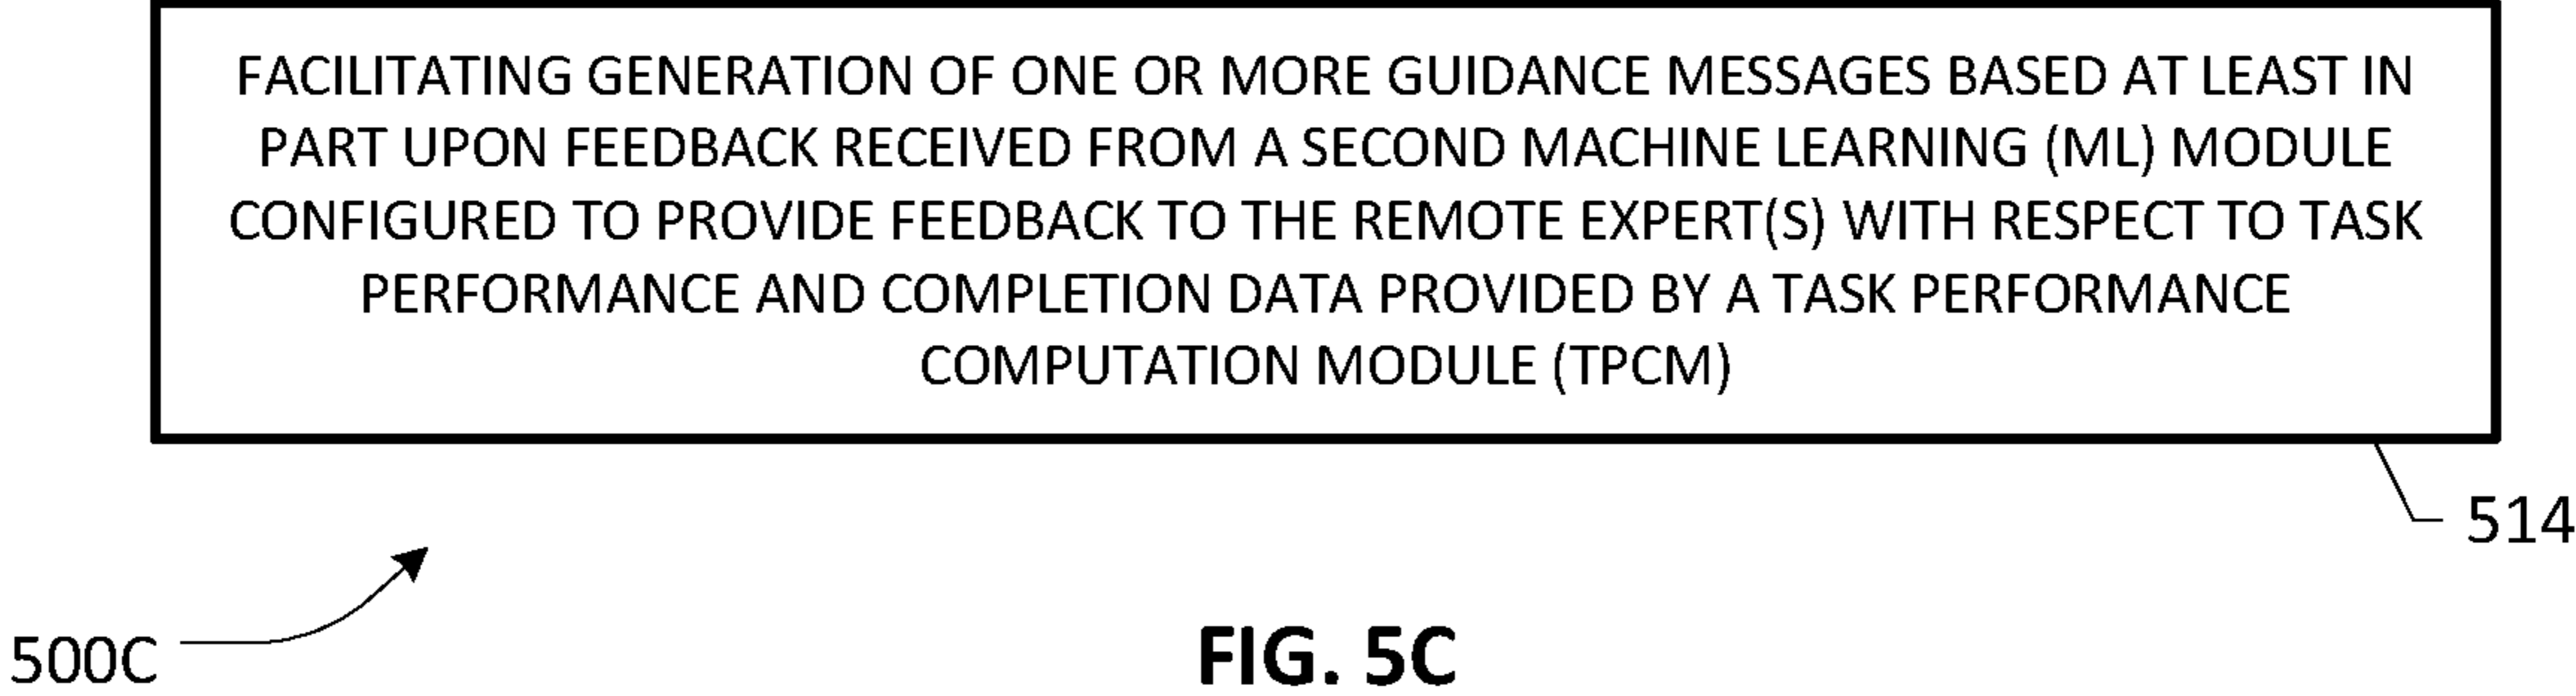 FACILITATING GENERATION OF ONE OR MORE GUIDANCE MESSAGES BASED AT LEAST IN
PART UPON FEEDBACK RECEIVED FROM A SECOND MACHINE LEARNING (ML) MODULE
CONFIGURED TO PROVIDE FEEDBACK TO THE REMOTE EXPERT(S) WITH RESPECT TO TASK
PERFORMANCE AND COMPLETION DATA PROVIDED BY A TASK PERFORMANCE
COMPUTATION MODULE (TPCM)
514
500C
FIG. 5C